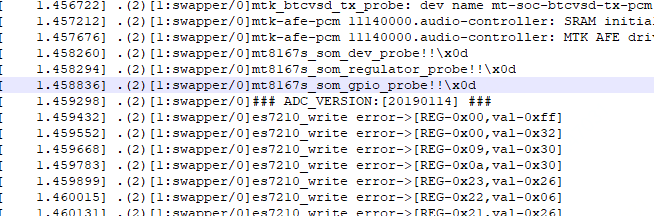 [    1.456722] .(2)[1:swapper/0]mtk_btcvsd_tx_probe: dev name mt-soc-btcvsd-tx-pcm
[    1.457212] .(2)[1:swapper/0]mtk-afe-pcm 11140000.audio-controller: SRAM initial
[    1.457676] .(2)[1:swapper/0]mtk-afe-pcm 11140000.audio-controller: MTK AFE driv
[    1.458260] .(2)[1:swapper/0]mt8167s_som_dev_probe!!\x0d
[    1.458294] .(2)[1:swapper/0]mt8167s_som_regulator_probe!!\x0d
[    1.458836] .(2)[1:swapper/0]mt8167s_som_gpio_probe!!\x0d
[    1.459298] .(2)[1:swapper/0]### ADC_VERSION:[20190114] ###
[    1.459432] .(2)[1:swapper/0]es7210_write error->[REG-0x00,val-0xff]
[    1.459552] .(2)[1:swapper/0]es7210_write error->[REG-0x00,val-0x32]
[    1.459668] .(2)[1:swapper/0]es7210_write error->[REG-0x09,val-0x30]
[    1.459783] .(2)[1:swapper/0]es7210_write error->[REG-0x0a,val-0x30]
[    1.459899] .(2)[1:swapper/0]es7210_write error->[REG-0x23,val-0x26]
[    1.460015] .(2)[1:swapper/0]es7210_write error->[REG-0x22,val-0x06]
[    1.460131] .(2)[1:swapper/0]es7210_write error->[REG-0x21,val-0x26]